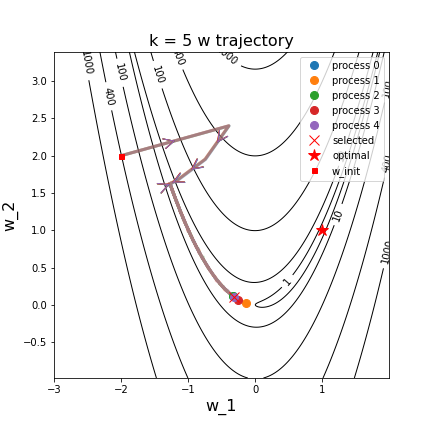 k = 5 w trajectory
1000
400
100
100
10
1
1000
process 0
process 1
process 2
process 3
process 4
selected
optimal
w_init
w_2
3.0
2.5
2.0
1.5
1.0
0.5
0.0
−0.5
−3
−2
−1
0
1
w_1